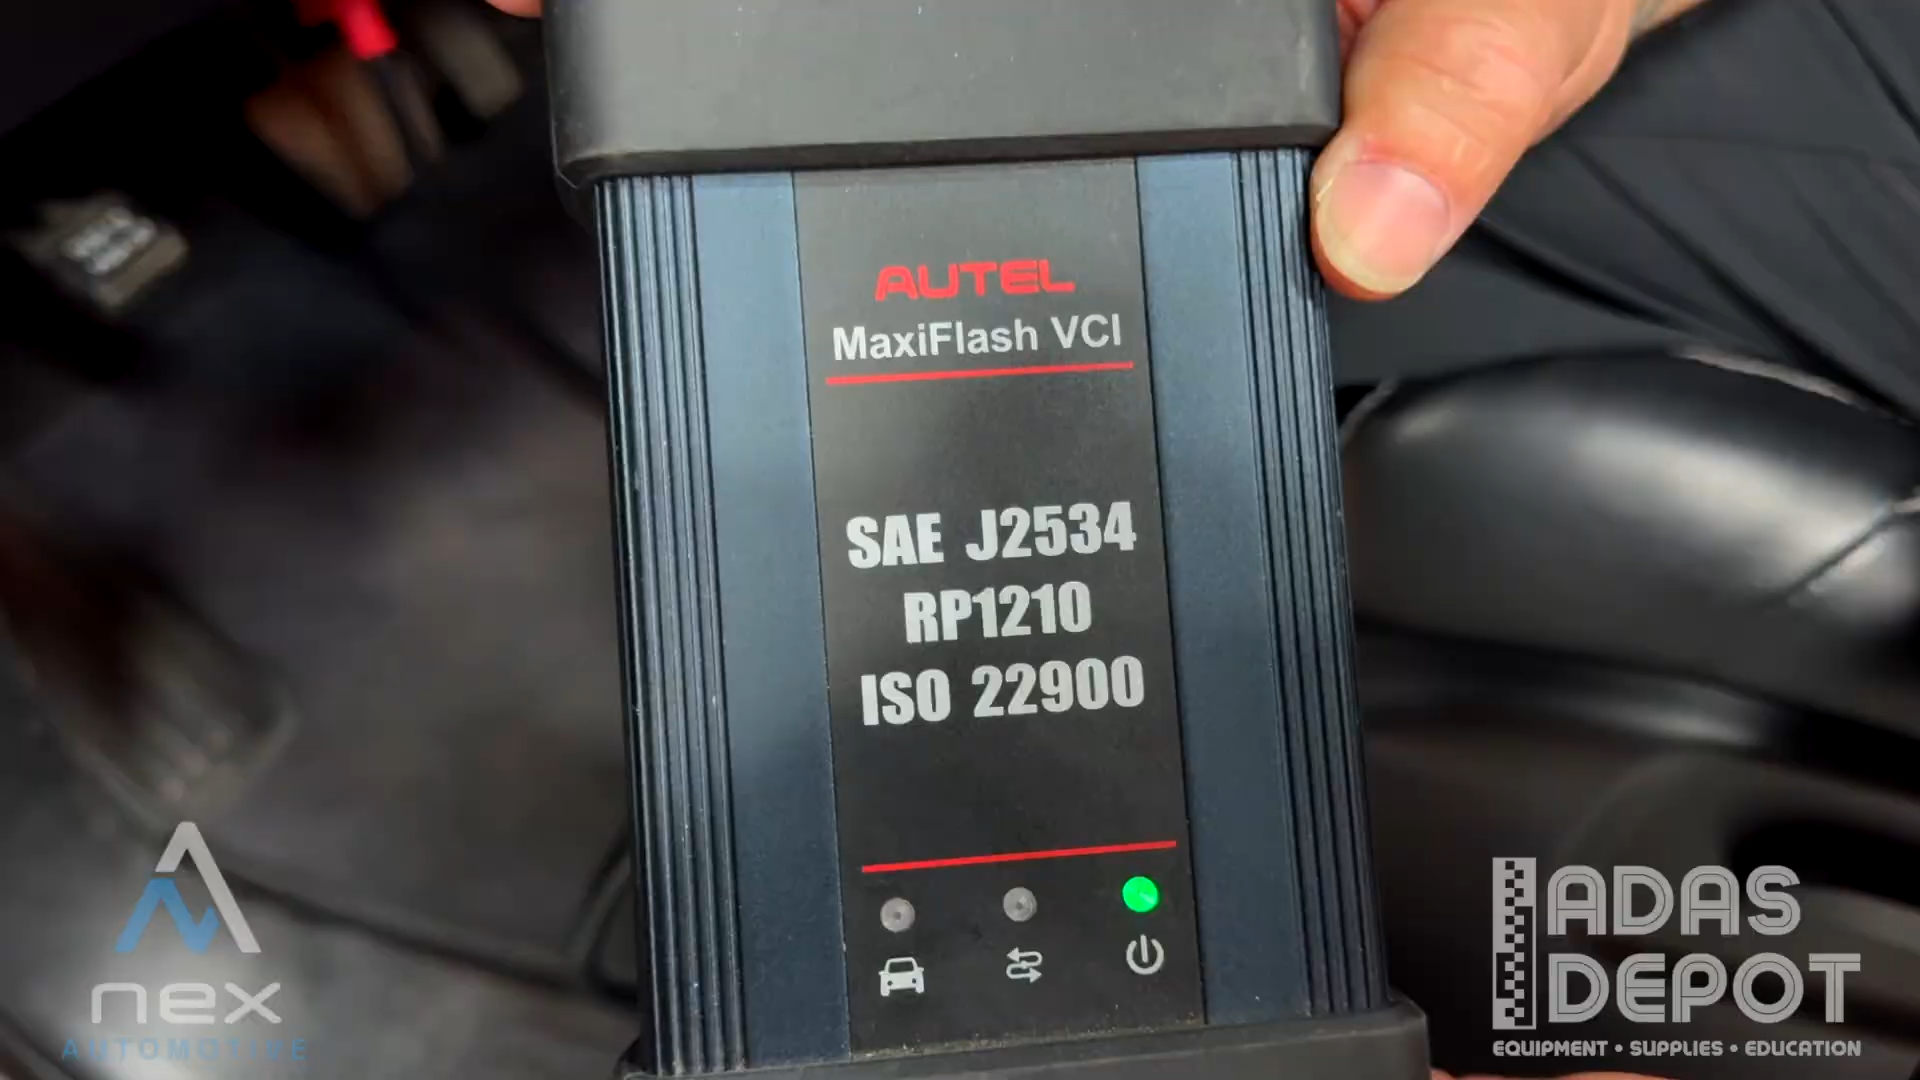 AUTEL
MaxiFlash VCI
SAE J2534
RP1210
ISO 22900
nex
AUTOMOTIVE
ADAS
DEPOT
EQUIPMENT • SUPPLIES • EDUCATION